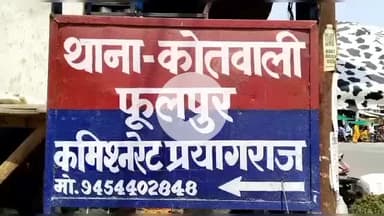 थाना-कोतवाली
फूलपुर
कमिश्नरेट प्रयागराज
मो. 9454402848